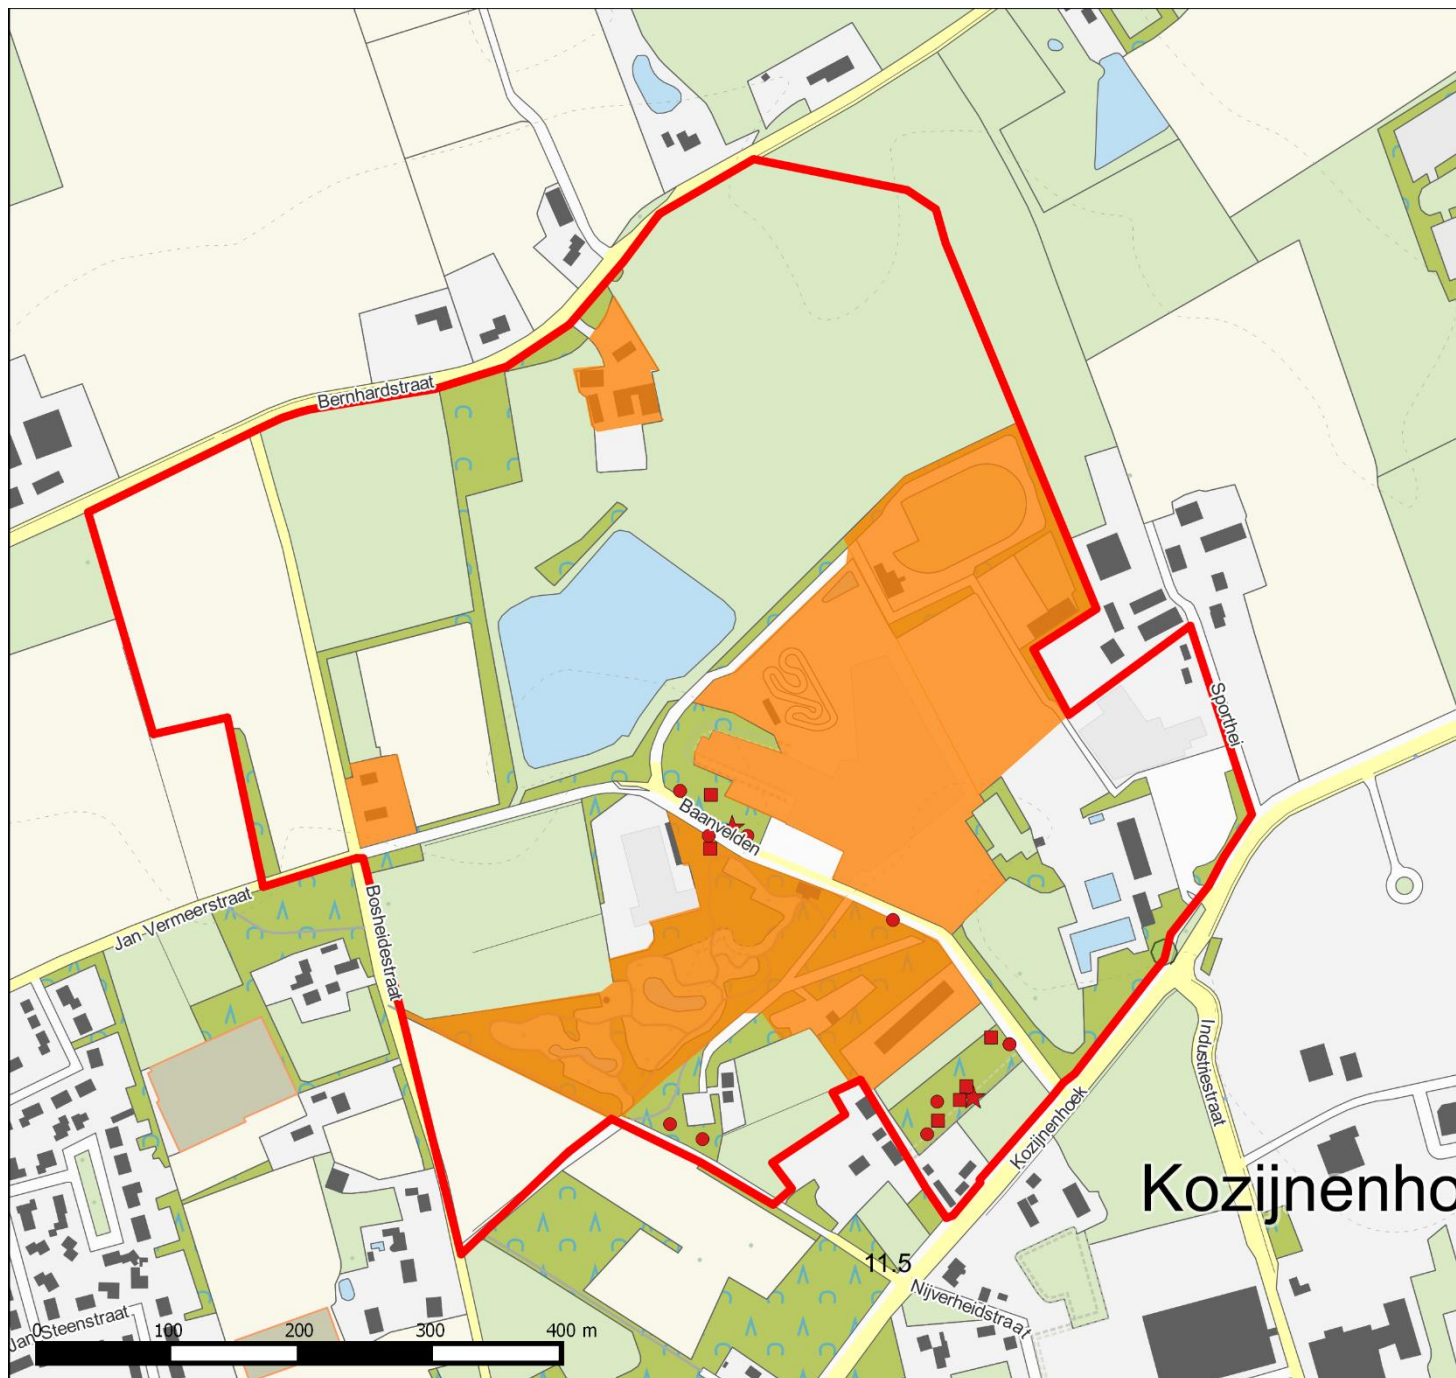 Bernhardstraat
Sporthei
Baanvelden
Jan Vermeerstraat
Bosheidestraat
Industriestraat
Kozijnenhoek
Kozijnenho
11.5
Nijverheidstraat
Jan Steenstraat
0 100 200 300 400 m